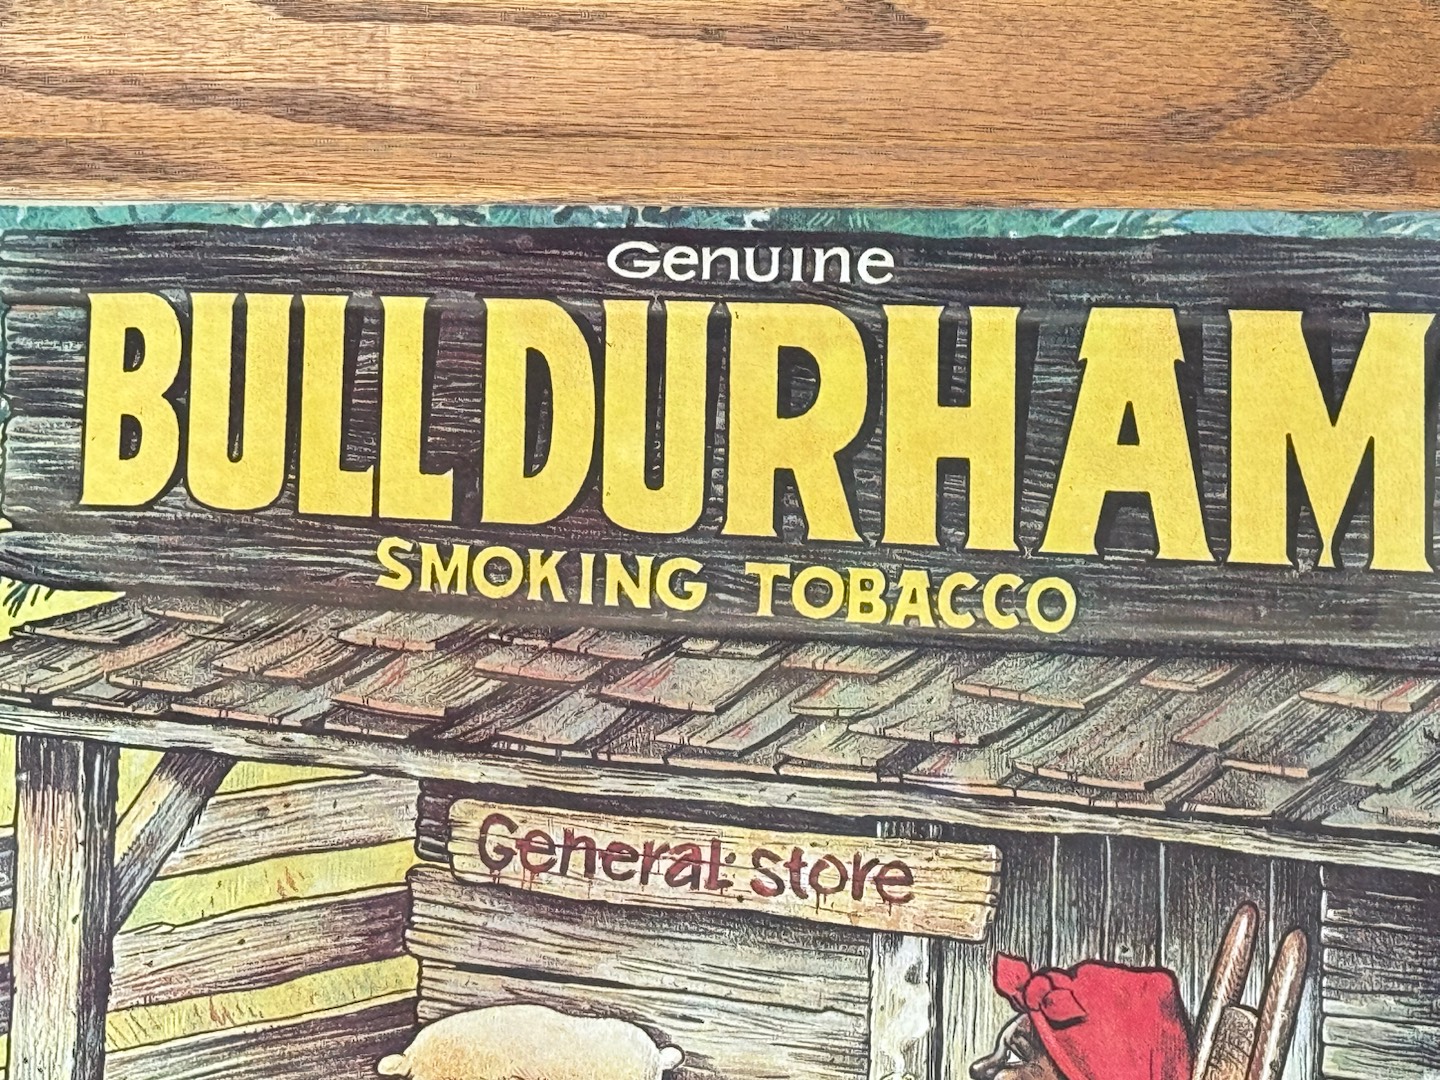 Genuine
BULL DURHAM
SMOKING TOBACCO
General Store